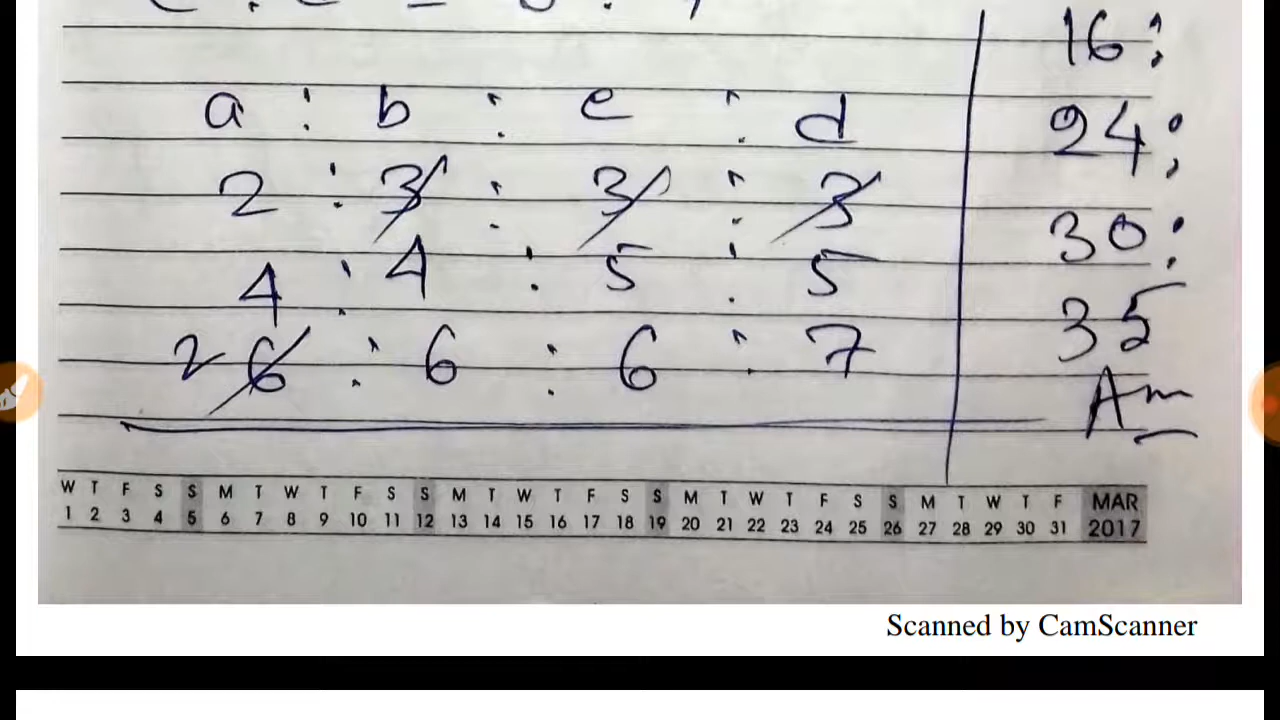 a : b : c : d
2 : 3 : 3 : 3
4 : 4 : 5 : 5
2 6 : 6 : 6 : 7
16 :
24 :
30 :
35
Ans
W T F S S M T W T F S S M T W T F S S M T W T F S S M T W T F MAR
1 2 3 4 5 6 7 8 9 10 11 12 13 14 15 16 17 18 19 20 21 22 23 24 25 26 27 28 29 30 31 2017
Scanned by CamScanner